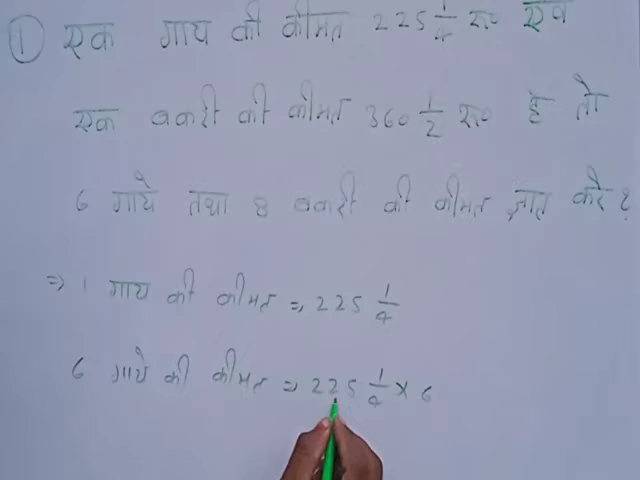 ① एक गाय की कीमत 225 1/4 रु० एवं
एक बकरी की कीमत 360 1/2 रु० है तो
6 गाये तथा 8 बकरी की कीमत ज्ञात करे ?
⇒ 1 गाय की कीमत ⇒ 225 1/4
6 गाये की कीमत ⇒ 225 1/4 × 6